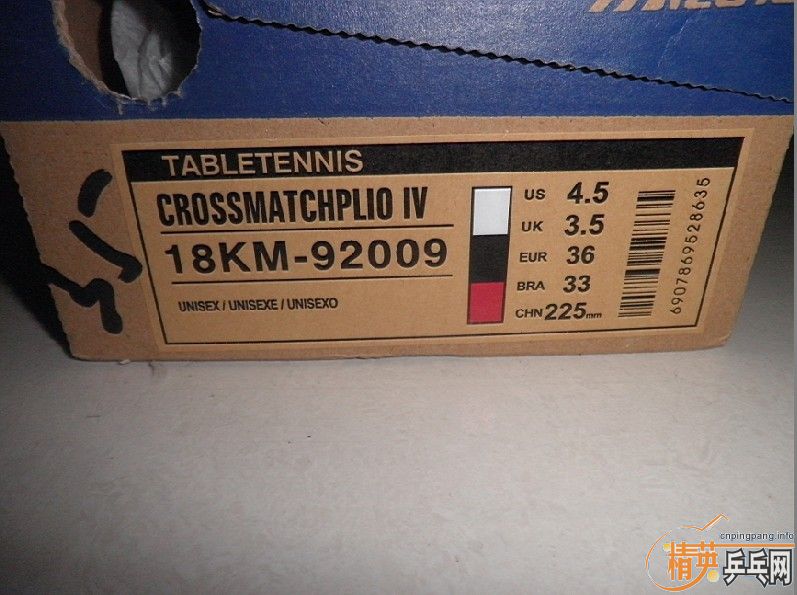 TABLETENNIS
CROSSMATCHPLIO IV
18KM-92009
UNISEX / UNISEXE / UNISEXO
US 4.5
UK 3.5
EUR 36
BRA 33
CHN 225mm
6907869528635
cnpingpang.info
精英乒乓网